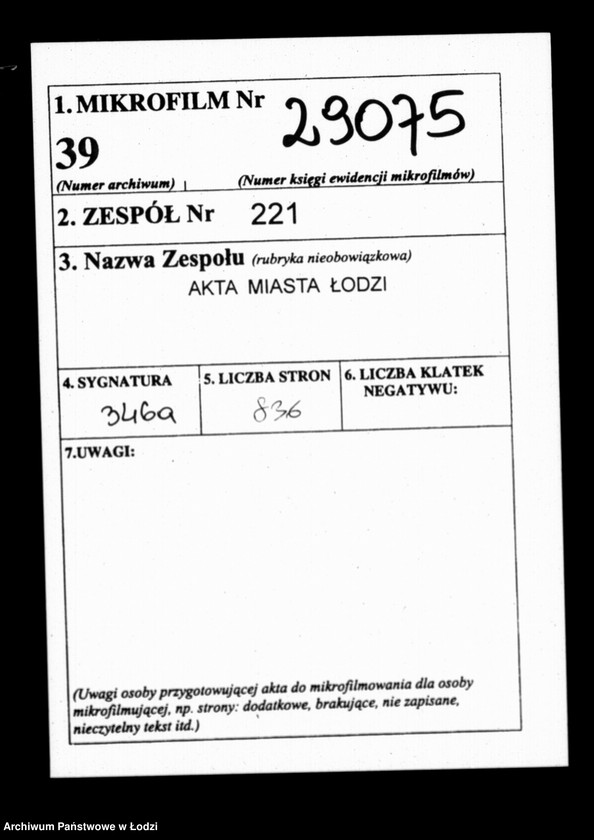 1. MIKROFILM Nr 29075
39
(Numer archiwum) (Numer księgi ewidencji mikrofilmów)
2. ZESPÓŁ Nr 221
3. Nazwa Zespołu (rubryka nieobowiązkowa)
AKTA MIASTA ŁODZI
4. SYGNATURA 5. LICZBA STRON 6. LICZBA KLATEK
NEGATYWU:
346a 836
7.UWAGI:
(Uwagi osoby przygotowującej akta do mikrofilmowania dla osoby
mikrofilmującej, np. strony: dodatkowe, brakujące, nie zapisane,
nieczytelny tekst itd.)
Archiwum Państwowe w Łodzi